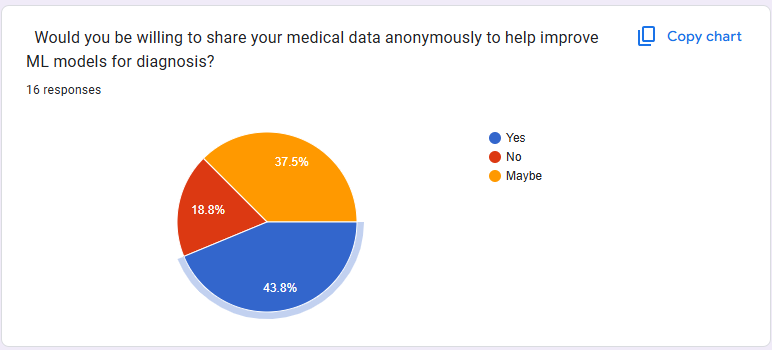 Would you be willing to share your medical data anonymously to help improve
ML models for diagnosis?
Copy chart
16 responses
Yes
No
Maybe
37.5%
18.8%
43.8%